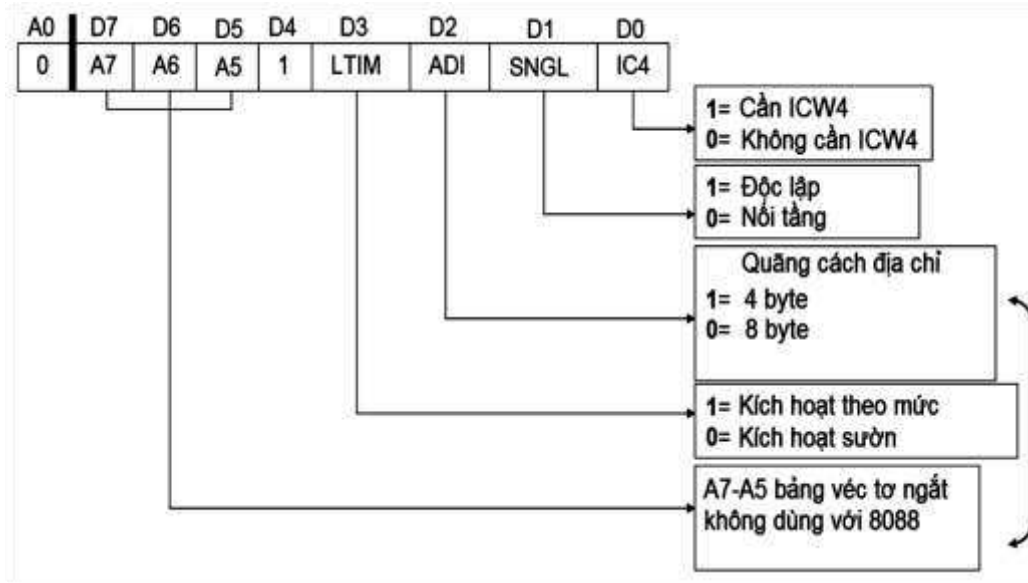 A0 D7 D6 D5 D4 D3 D2 D1 D0
0 A7 A6 A5 1 LTIM ADI SNGL IC4
1= Cần ICW4
0= Không cần ICW4
1= Độc lập
0= Nối tầng
Quãng cách địa chỉ
1= 4 byte
0= 8 byte
1= Kích hoạt theo mức
0= Kích hoạt sườn
A7-A5 bảng véc tơ ngắt
không dùng với 8088